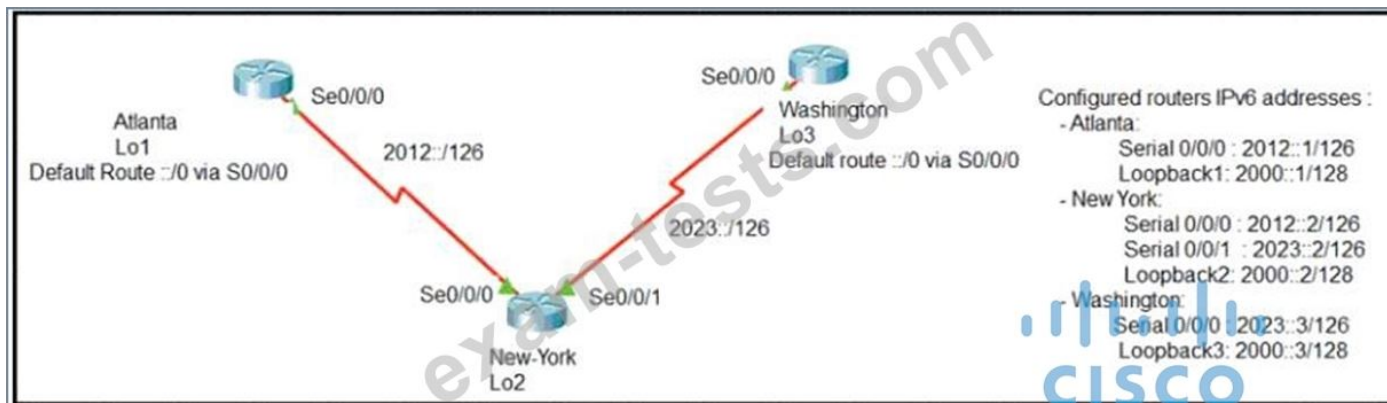 Se0/0/0
Atlanta
Lo1
Default Route ::/0 via S0/0/0
2012::/126
Se0/0/0
Washington
Lo3
Default route ::/0 via S0/0/0
2023::/126
Se0/0/0
Se0/0/1
New-York
Lo2
Configured routers IPv6 addresses :
- Atlanta:
Serial 0/0/0 : 2012::1/126
Loopback1: 2000::1/128
- New York:
Serial 0/0/0 : 2012::2/126
Serial 0/0/1 : 2023::2/126
Loopback2: 2000::2/128
- Washington:
Serial 0/0/0 : 2023::3/126
Loopback3: 2000::3/128
CISCO
exam-tests.com